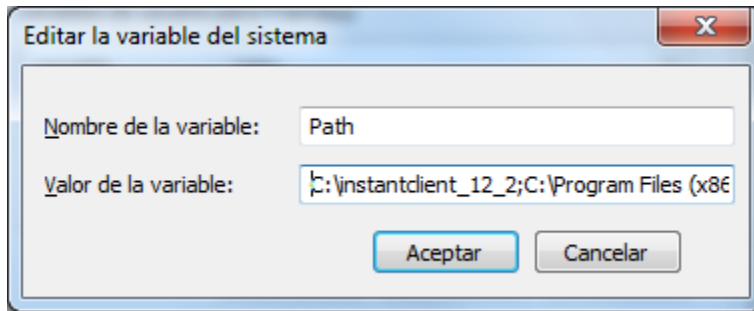 Editar la variable del sistema
Nombre de la variable: Path
Valor de la variable: C:\instantclient_12_2;C:\Program Files (x86
Aceptar Cancelar